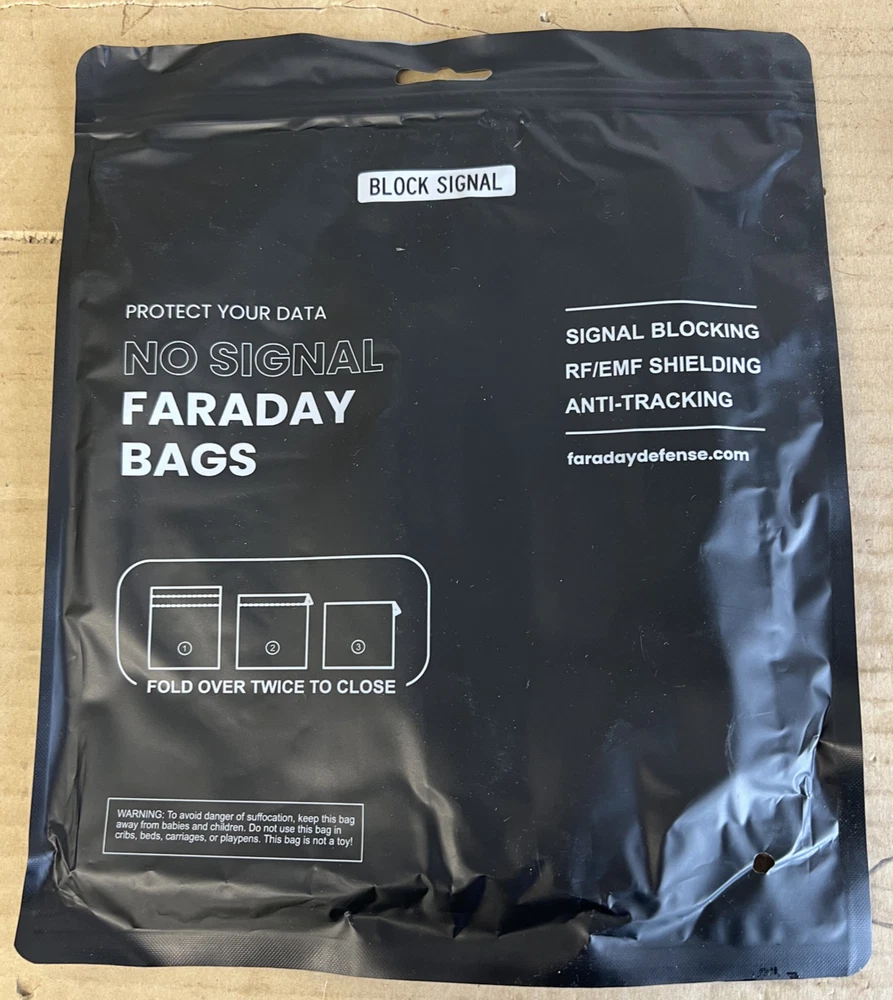 BLOCK SIGNAL
PROTECT YOUR DATA
NO SIGNAL
FARADAY
BAGS
SIGNAL BLOCKING
RF/EMF SHIELDING
ANTI-TRACKING
faradaydefense.com
1 2 3
FOLD OVER TWICE TO CLOSE
WARNING: To avoid danger of suffocation, keep this bag
away from babies and children. Do not use this bag in
cribs, beds, carriages, or playpens. This bag is not a toy!